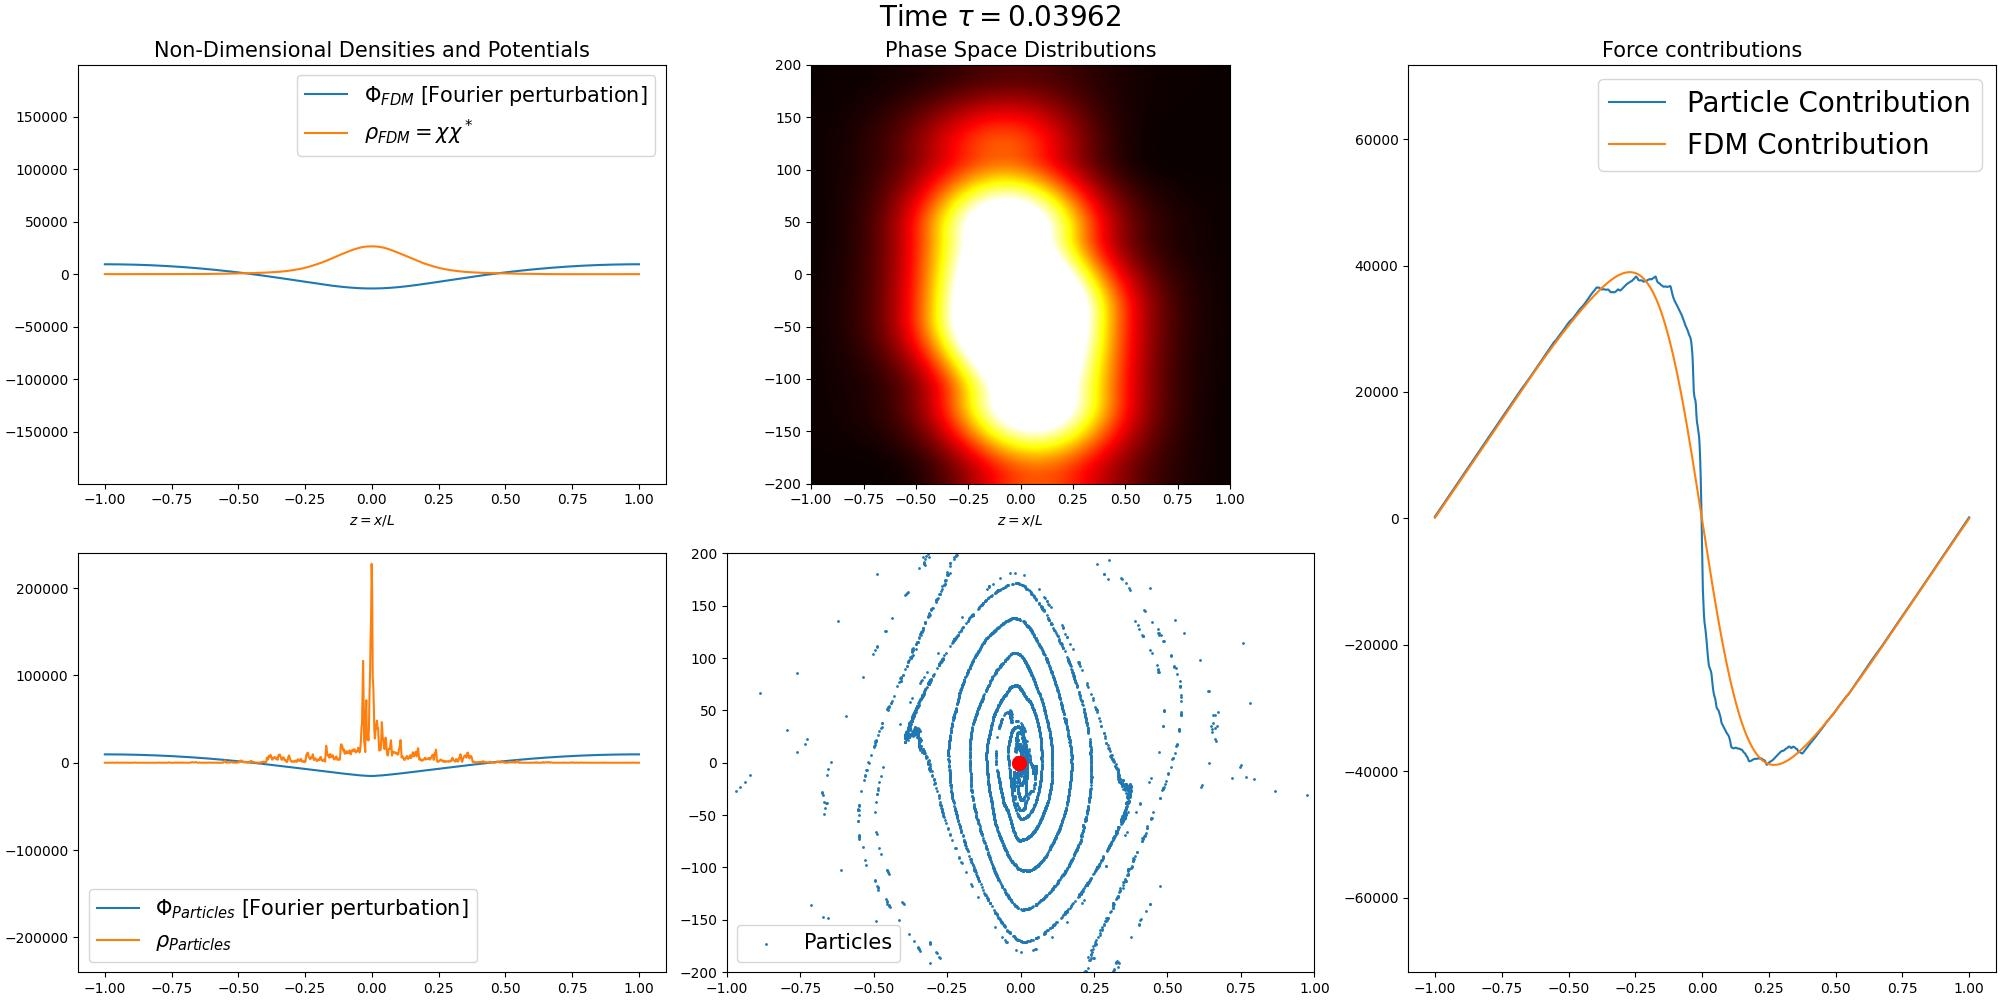 Time τ = 0.03962
Non-Dimensional Densities and Potentials
Φ_FDM [Fourier perturbation]
ρ_FDM = χχ*
150000
100000
50000
0
−50000
−100000
−150000
−1.00 −0.75 −0.50 −0.25 0.00 0.25 0.50 0.75 1.00
z = x/L
Phase Space Distributions
200
150
100
50
0
−50
−100
−150
−200
−1.00 −0.75 −0.50 −0.25 0.00 0.25 0.50 0.75 1.00
z = x/L
Force contributions
Particle Contribution
FDM Contribution
60000
40000
20000
0
−20000
−40000
−60000
−1.00 −0.75 −0.50 −0.25 0.00 0.25 0.50 0.75 1.00
200000
100000
0
−100000
−200000
Φ_Particles [Fourier perturbation]
ρ_Particles
−1.00 −0.75 −0.50 −0.25 0.00 0.25 0.50 0.75 1.00
200
150
100
50
0
−50
−100
−150
−200
Particles
−1.00 −0.75 −0.50 −0.25 0.00 0.25 0.50 0.75 1.00